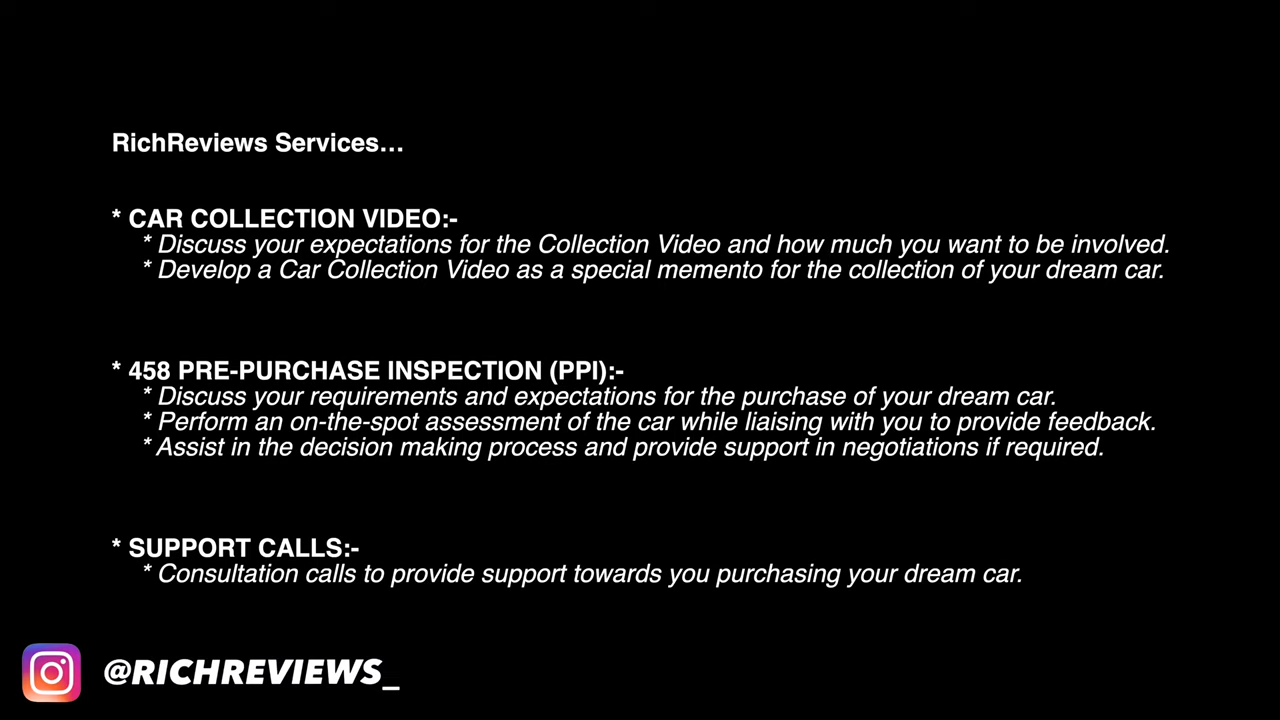 RichReviews Services...
* CAR COLLECTION VIDEO:-
* Discuss your expectations for the Collection Video and how much you want to be involved.
* Develop a Car Collection Video as a special memento for the collection of your dream car.
* 458 PRE-PURCHASE INSPECTION (PPI):-
* Discuss your requirements and expectations for the purchase of your dream car.
* Perform an on-the-spot assessment of the car while liaising with you to provide feedback.
* Assist in the decision making process and provide support in negotiations if required.
* SUPPORT CALLS:-
* Consultation calls to provide support towards you purchasing your dream car.
@RICHREVIEWS_